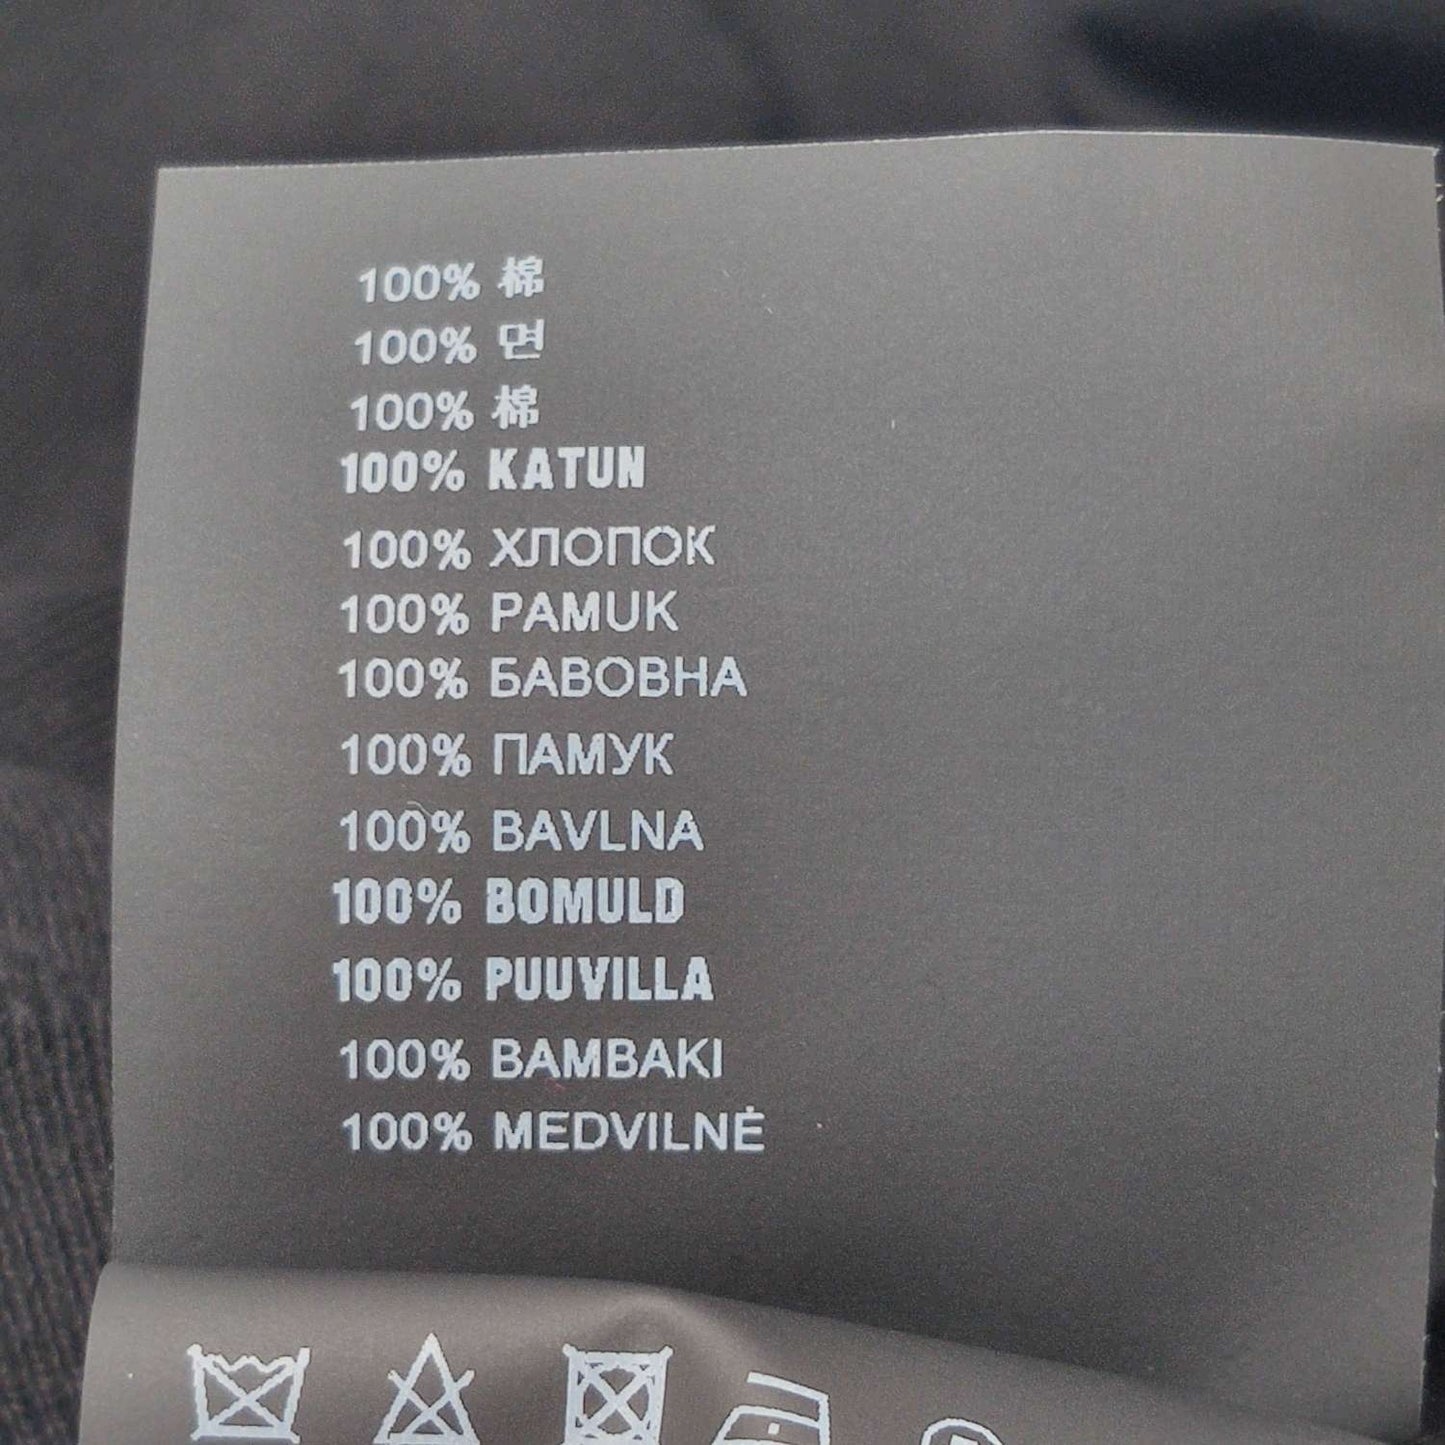 100% 棉
100% 면
100% 棉
100% KATUN
100% ХЛОПОК
100% PAMUK
100% БАВОВНА
100% ПАМУК
100% BAVLNA
100% BOMULD
100% PUUVILLA
100% BAMBAKI
100% MEDVILNĖ